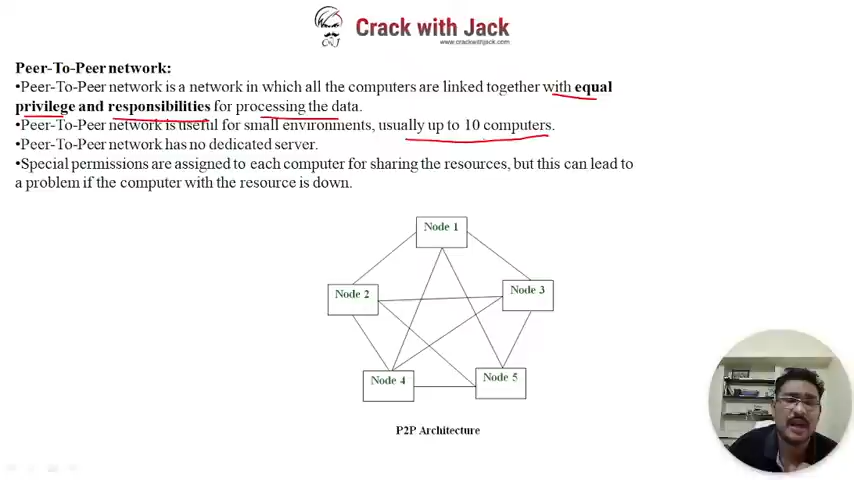 Crack with Jack
www.crackwithjack.com
CWJ
Peer-To-Peer network:
•Peer-To-Peer network is a network in which all the computers are linked together with equal
privilege and responsibilities for processing the data.
•Peer-To-Peer network is useful for small environments, usually up to 10 computers.
•Peer-To-Peer network has no dedicated server.
•Special permissions are assigned to each computer for sharing the resources, but this can lead to
a problem if the computer with the resource is down.
Node 1
Node 2
Node 3
Node 4
Node 5
P2P Architecture